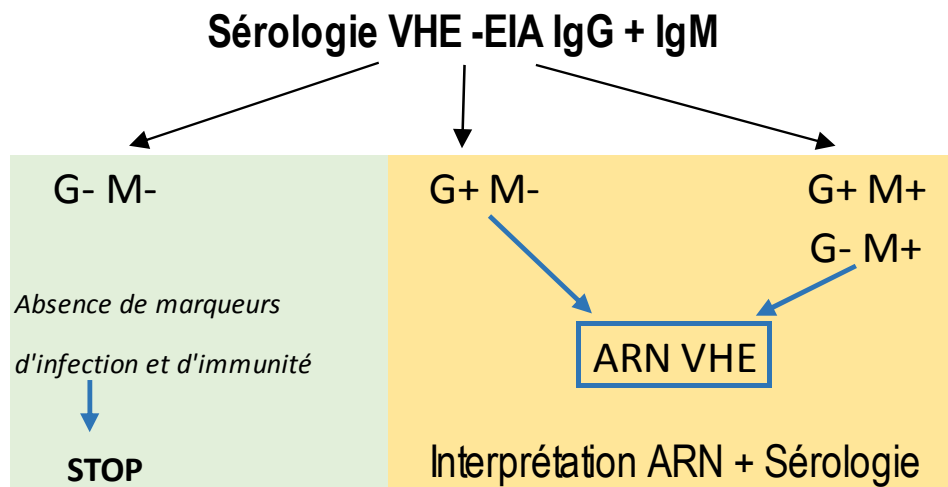 Sérologie VHE -EIA IgG + IgM
G- M-
Absence de marqueurs
d'infection et d'immunité
STOP
G+ M-
G+ M+
G- M+
ARN VHE
Interprétation ARN + Sérologie